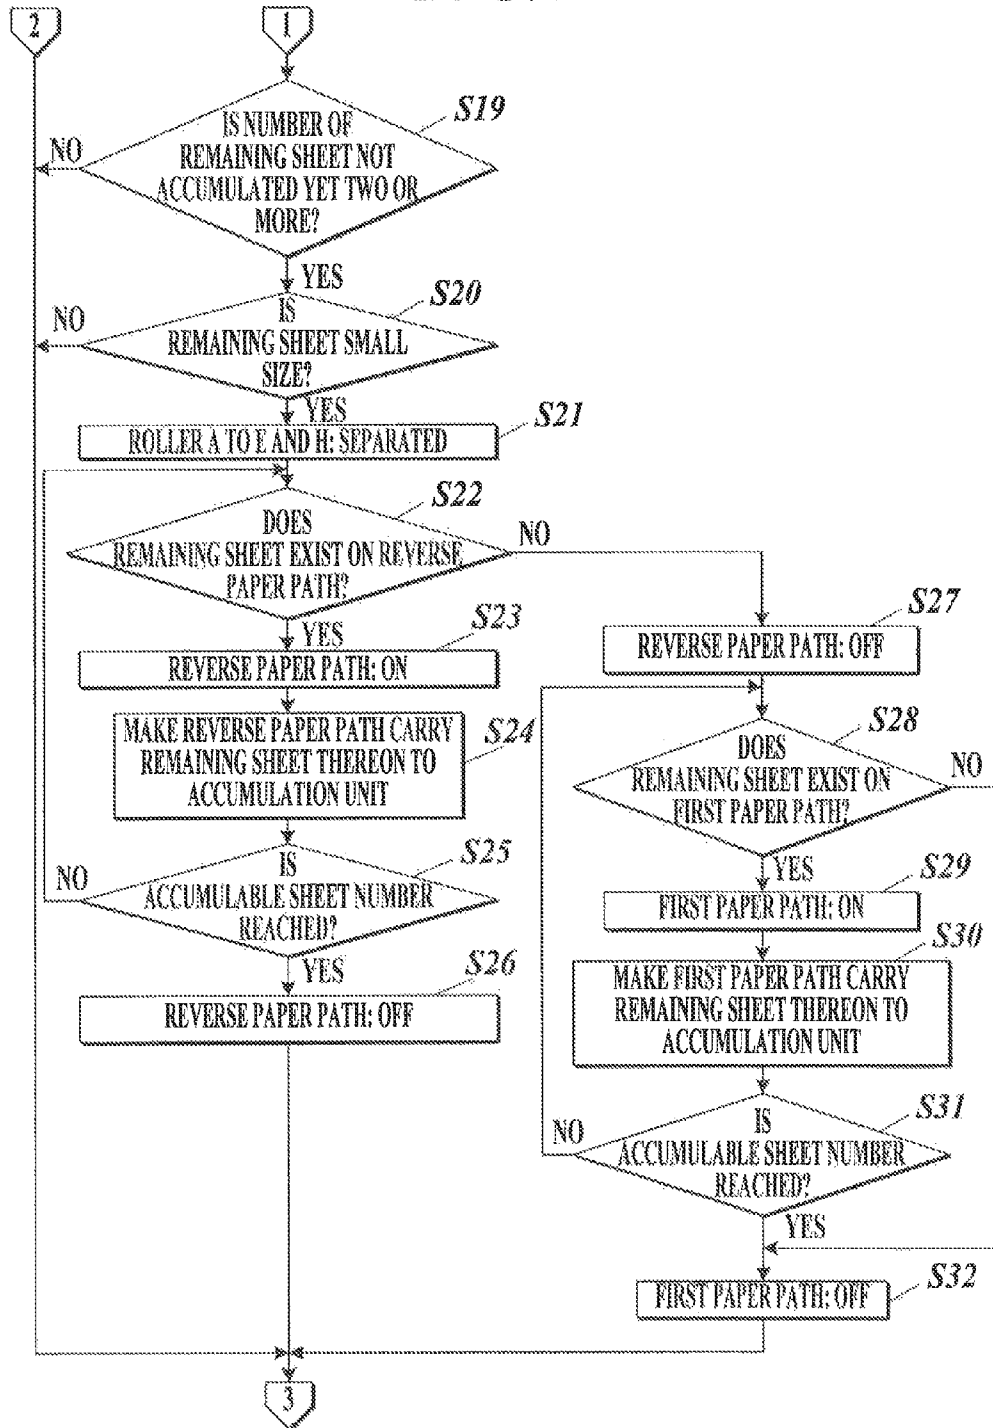 2
1
S19
IS NUMBER OF
REMAINING SHEET NOT
ACCUMULATED YET TWO OR
MORE?
NO
YES
S20
IS
REMAINING SHEET SMALL
SIZE?
NO
YES
S21
ROLLER A TO E AND H: SEPARATED
S22
DOES
REMAINING SHEET EXIST ON REVERSE
PAPER PATH?
NO
YES
S23
REVERSE PAPER PATH: ON
S24
MAKE REVERSE PAPER PATH CARRY
REMAINING SHEET THEREON TO
ACCUMULATION UNIT
S25
IS
ACCUMULABLE SHEET NUMBER
REACHED?
NO
YES
S26
REVERSE PAPER PATH: OFF
S27
REVERSE PAPER PATH: OFF
S28
DOES
REMAINING SHEET EXIST ON
FIRST PAPER PATH?
NO
YES
S29
FIRST PAPER PATH: ON
S30
MAKE FIRST PAPER PATH CARRY
REMAINING SHEET THEREON TO
ACCUMULATION UNIT
S31
IS
ACCUMULABLE SHEET NUMBER
REACHED?
NO
YES
S32
FIRST PAPER PATH: OFF
3